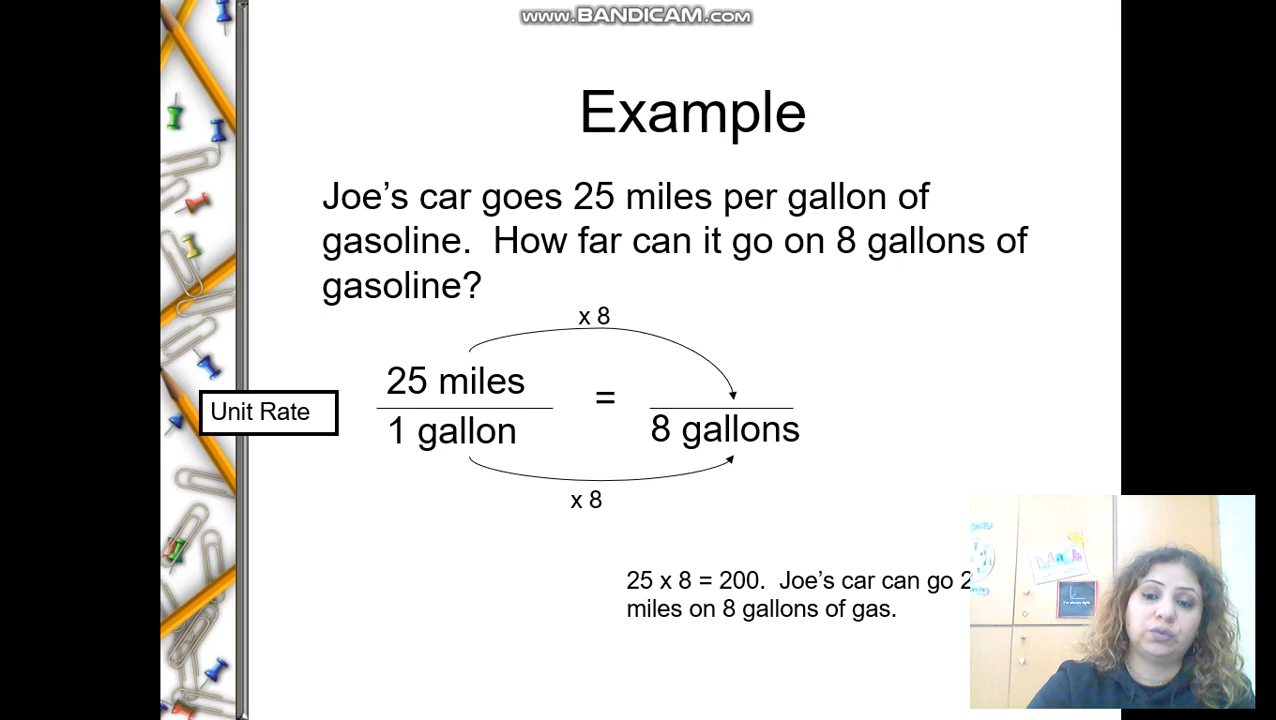 www.BANDICAM.com
Example
Joe's car goes 25 miles per gallon of
gasoline.  How far can it go on 8 gallons of
gasoline?
x 8
25 miles
=
Unit Rate
1 gallon
8 gallons
x 8
25 x 8 = 200.  Joe's car can go 2
miles on 8 gallons of gas.